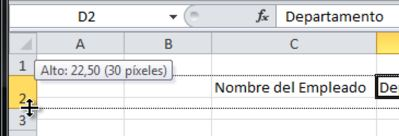 D2 fx Departamento
A B C
1
Alto: 22,50 (30 píxeles)
2 Nombre del Empleado De
3